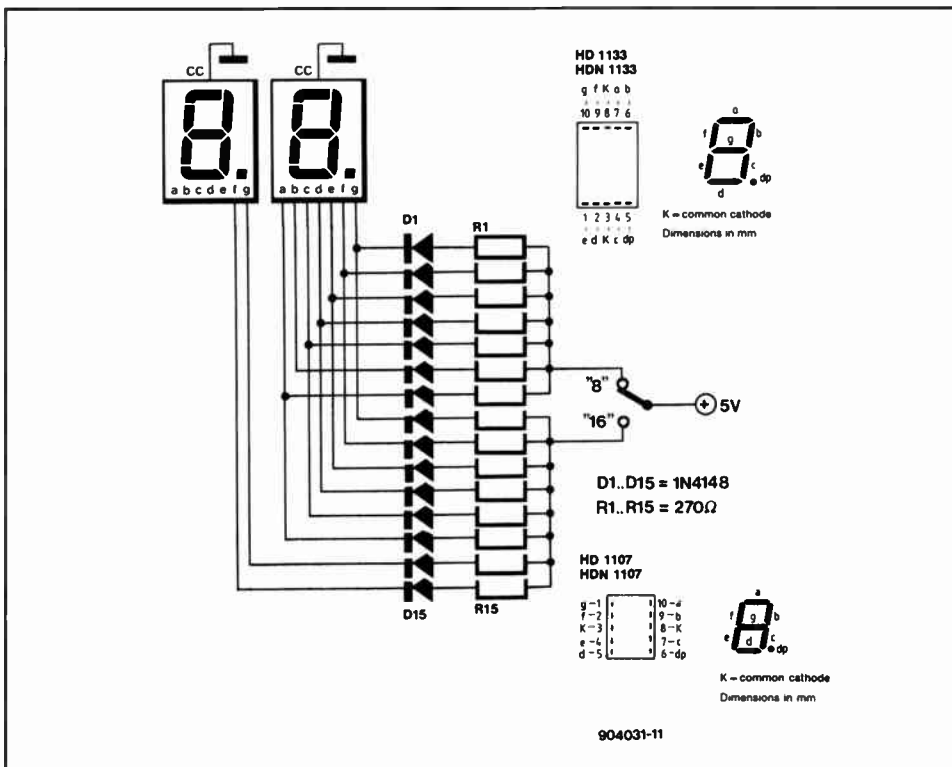 CC
CC
a b c d e f g
a b c d e f g
D1
R1
D15
R15
"8"
"16"
+ 5V
D1..D15 = 1N4148
R1..R15 = 270Ω
HD 1133
HDN 1133
g f K a b
10 9 8 7 6
1 2 3 4 5
e d K c dp
a
f
b
g
e
c
dp
d
K = common cathode
Dimensions in mm
HD 1107
HDN 1107
g-1
f-2
K-3
e-4
d-5
10-a
9-b
8-K
7-c
6-dp
a
f
g
b
e
d
c
dp
K = common cathode
Dimensions in mm
904031-11